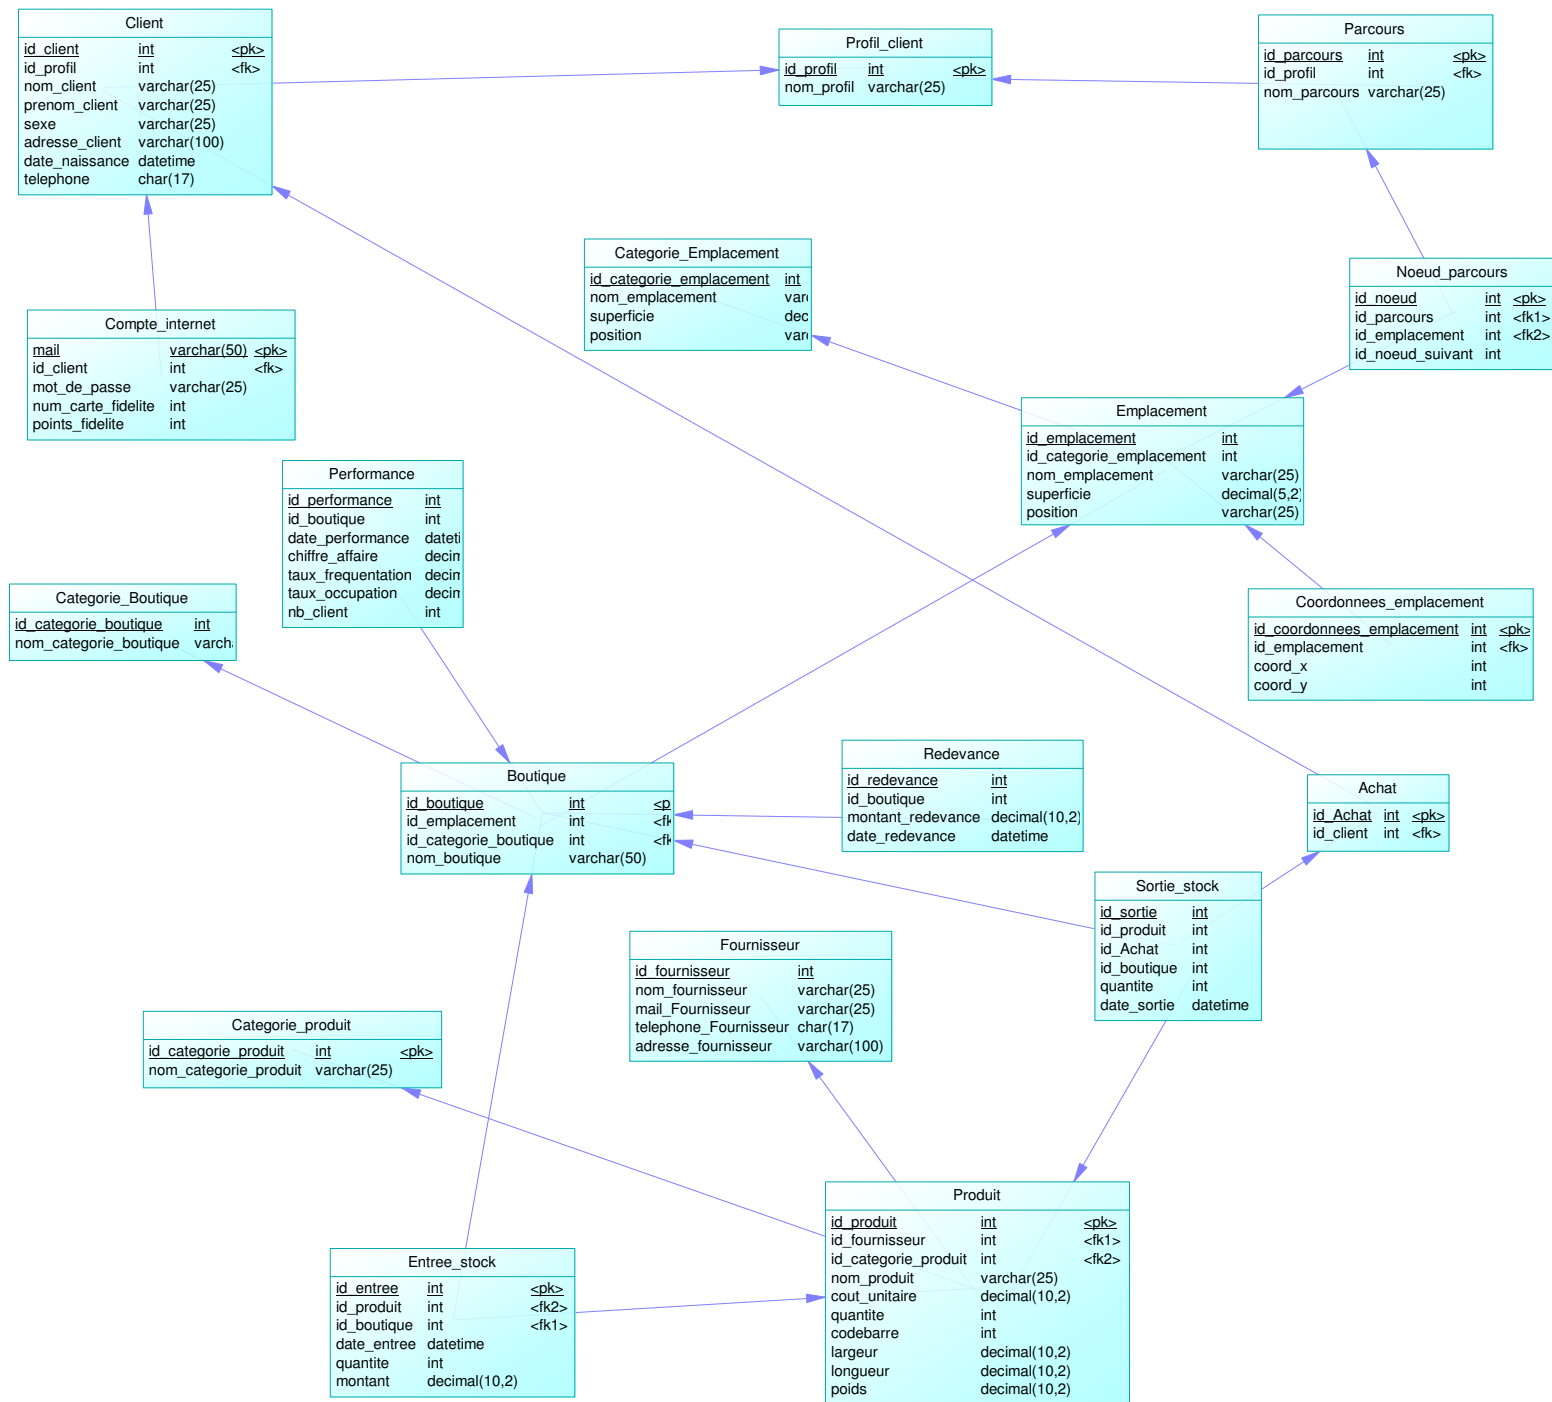 Client
id_client int <pk>
id_profil int <fk>
nom_client varchar(25)
prenom_client varchar(25)
sexe varchar(25)
adresse_client varchar(100)
date_naissance datetime
telephone char(17)
Profil_client
id_profil int <pk>
nom_profil varchar(25)
Parcours
id_parcours int <pk>
id_profil int <fk>
nom_parcours varchar(25)
Categorie_Emplacement
id_categorie_emplacement int
nom_emplacement varc
superficie dec
position varc
Noeud_parcours
id_noeud int <pk>
id_parcours int <fk1>
id_emplacement int <fk2>
id_noeud_suivant int
Compte_internet
mail varchar(50) <pk>
id_client int <fk>
mot_de_passe varchar(25)
num_carte_fidelite int
points_fidelite int
Emplacement
id_emplacement int
id_categorie_emplacement int
nom_emplacement varchar(25)
superficie decimal(5,2)
position varchar(25)
Performance
id_performance int
id_boutique int
date_performance dateti
chiffre_affaire decim
taux_frequentation decim
taux_occupation decim
nb_client int
Categorie_Boutique
id_categorie_boutique int
nom_categorie_boutique varch
Coordonnees_emplacement
id_coordonnees_emplacement int <pk>
id_emplacement int <fk>
coord_x int
coord_y int
Boutique
id_boutique int <p
id_emplacement int <fk
id_categorie_boutique int <fk
nom_boutique varchar(50)
Redevance
id_redevance int
id_boutique int
montant_redevance decimal(10,2)
date_redevance datetime
Achat
id_Achat int <pk>
id_client int <fk>
Sortie_stock
id_sortie int
id_produit int
id_Achat int
id_boutique int
quantite int
date_sortie datetime
Fournisseur
id_fournisseur int
nom_fournisseur varchar(25)
mail_Fournisseur varchar(25)
telephone_Fournisseur char(17)
adresse_fournisseur varchar(100)
Categorie_produit
id_categorie_produit int <pk>
nom_categorie_produit varchar(25)
Produit
id_produit int <pk>
id_fournisseur int <fk1>
id_categorie_produit int <fk2>
nom_produit varchar(25)
cout_unitaire decimal(10,2)
quantite int
codebarre int
largeur decimal(10,2)
longueur decimal(10,2)
poids decimal(10,2)
Entree_stock
id_entree int <pk>
id_produit int <fk2>
id_boutique int <fk1>
date_entree datetime
quantite int
montant decimal(10,2)